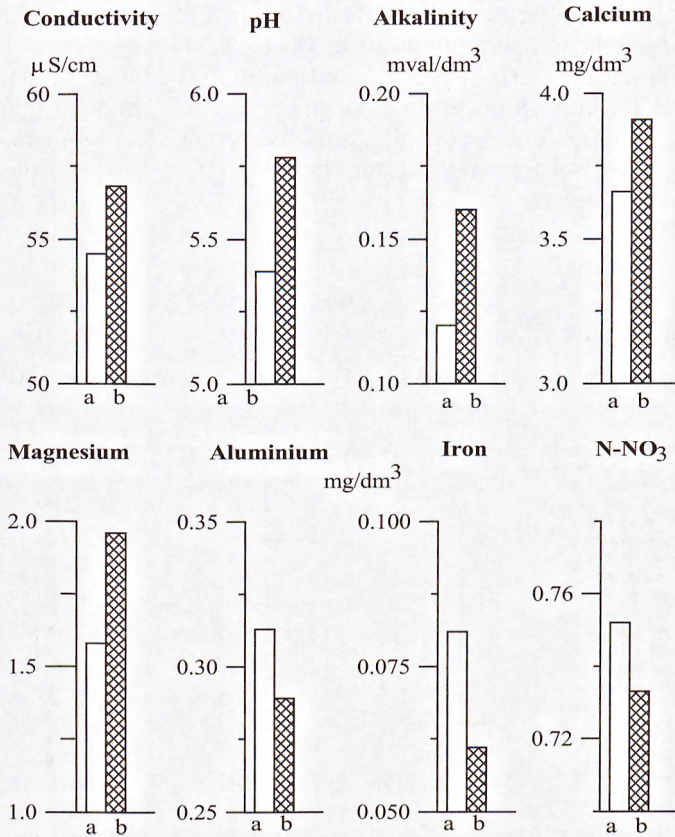 Conductivity pH Alkalinity Calcium
μ S/cm mval/dm³ mg/dm³
60 6.0 0.20 4.0
55 5.5 0.15 3.5
50 5.0 0.10 3.0
a b a b a b a b
Magnesium Aluminium Iron N-NO₃
mg/dm³
2.0 0.35 0.100
0.76
1.5 0.30 0.075
0.72
1.0 0.25 0.050
a b a b a b a b